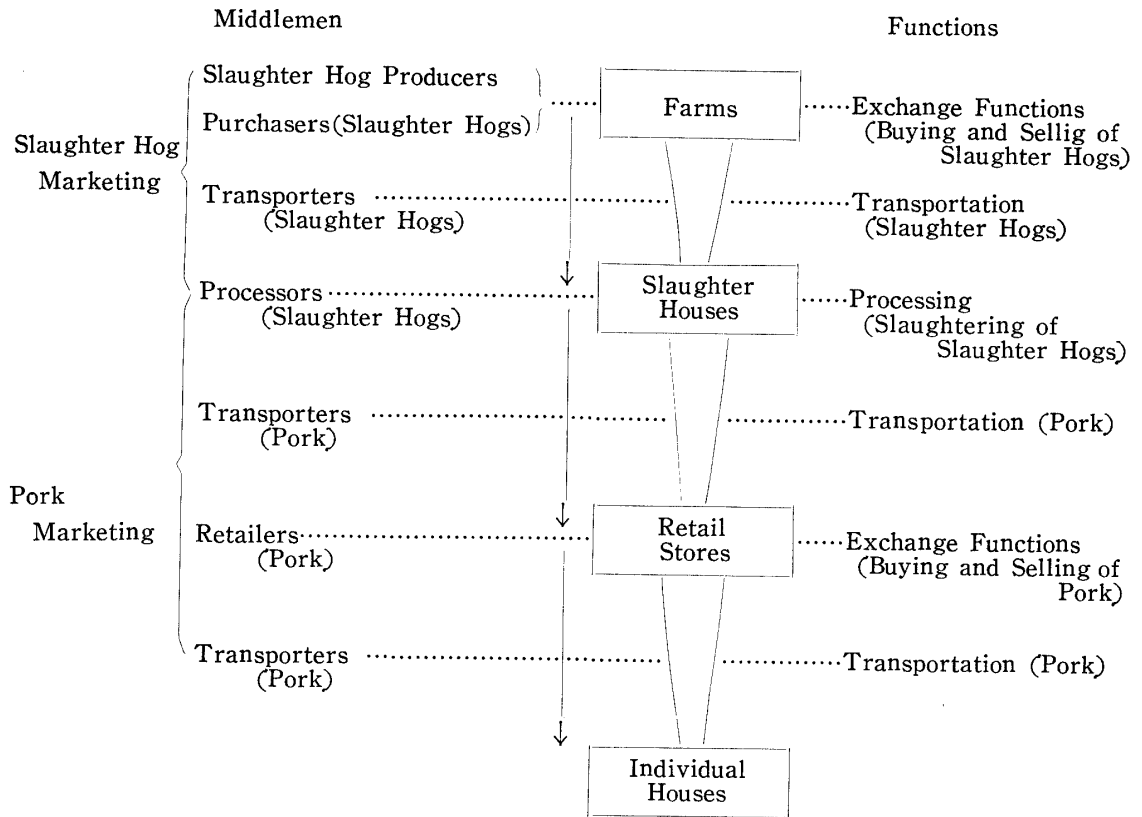 Middlemen
Functions
Slaughter Hog Producers
Purchasers (Slaughter Hogs)
Farms
Exchange Functions
(Buying and Sellig of
Slaughter Hogs)
Slaughter Hog
Marketing
Transporters
(Slaughter Hogs)
Transportation
(Slaughter Hogs)
Processors
(Slaughter Hogs)
Slaughter
Houses
Processing
(Slaughtering of
Slaughter Hogs)
Transporters
(Pork)
Transportation (Pork)
Pork
Marketing
Retailers
(Pork)
Retail
Stores
Exchange Functions
(Buying and Selling of
Pork)
Transporters
(Pork)
Transportation (Pork)
Individual
Houses